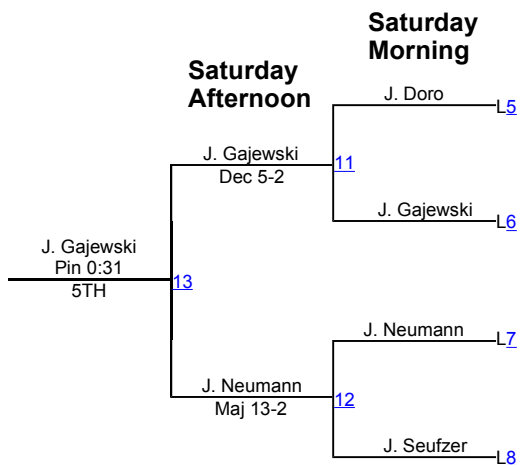 Saturday
Morning
Saturday
Afternoon
J. Doro
L5
J. Gajewski
11
Dec 5-2
J. Gajewski
L6
J. Gajewski
Pin 0:31
13
5TH
J. Neumann
L7
J. Neumann
12
Maj 13-2
J. Seufzer
L8